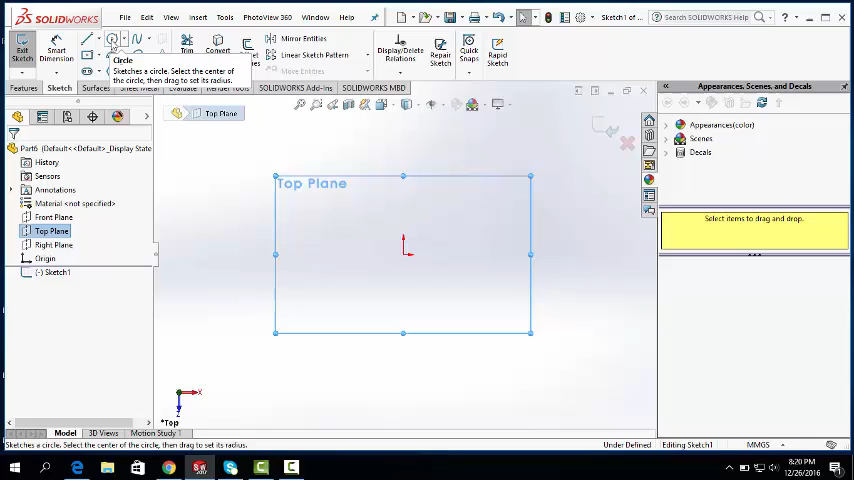 SOLIDWORKS
File
Edit
View
Insert
Tools
PhotoView 360
Window
Help
Sketch1 of ...
Search SOLIDWORKS Help
Exit
Sketch
Smart
Dimension
Trim
Convert
Mirror Entities
Linear Sketch Pattern
Move Entities
Display/Delete
Relations
Repair
Sketch
Quick
Snaps
Rapid
Sketch
Circle
Sketches a circle. Select the center of
the circle, then drag to set its radius.
Features
Sketch
Surfaces
Sheet Metal
Evaluate
Render Tools
SOLIDWORKS Add-Ins
SOLIDWORKS MBD
Appearances, Scenes, and Decals
Top Plane
Part6 (Default<<Default>_Display State
History
Sensors
Annotations
Material <not specified>
Front Plane
Top Plane
Right Plane
Origin
(-) Sketch1
Top Plane
Appearances(color)
Scenes
Decals
Select items to drag and drop.
X
Z
*Top
Model
3D Views
Motion Study 1
Sketches a circle. Select the center of the circle, then drag to set its radius.
Under Defined
Editing Sketch1
MMGS
8:20 PM
12/26/2016